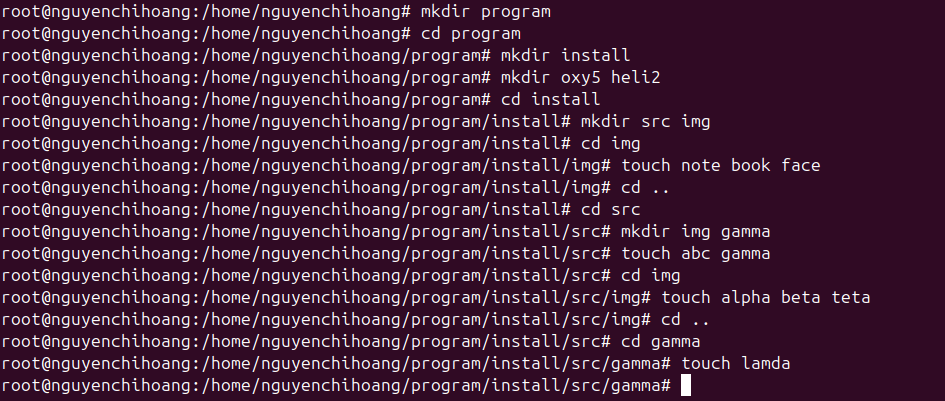 root@nguyenchihoang:/home/nguyenchihoang# mkdir program
root@nguyenchihoang:/home/nguyenchihoang# cd program
root@nguyenchihoang:/home/nguyenchihoang/program# mkdir install
root@nguyenchihoang:/home/nguyenchihoang/program# mkdir oxy5 heli2
root@nguyenchihoang:/home/nguyenchihoang/program# cd install
root@nguyenchihoang:/home/nguyenchihoang/program/install# mkdir src img
root@nguyenchihoang:/home/nguyenchihoang/program/install# cd img
root@nguyenchihoang:/home/nguyenchihoang/program/install/img# touch note book face
root@nguyenchihoang:/home/nguyenchihoang/program/install/img# cd ..
root@nguyenchihoang:/home/nguyenchihoang/program/install# cd src
root@nguyenchihoang:/home/nguyenchihoang/program/install/src# mkdir img gamma
root@nguyenchihoang:/home/nguyenchihoang/program/install/src# touch abc gamma
root@nguyenchihoang:/home/nguyenchihoang/program/install/src# cd img
root@nguyenchihoang:/home/nguyenchihoang/program/install/src/img# touch alpha beta teta
root@nguyenchihoang:/home/nguyenchihoang/program/install/src/img# cd ..
root@nguyenchihoang:/home/nguyenchihoang/program/install/src# cd gamma
root@nguyenchihoang:/home/nguyenchihoang/program/install/src/gamma# touch lamda
root@nguyenchihoang:/home/nguyenchihoang/program/install/src/gamma#